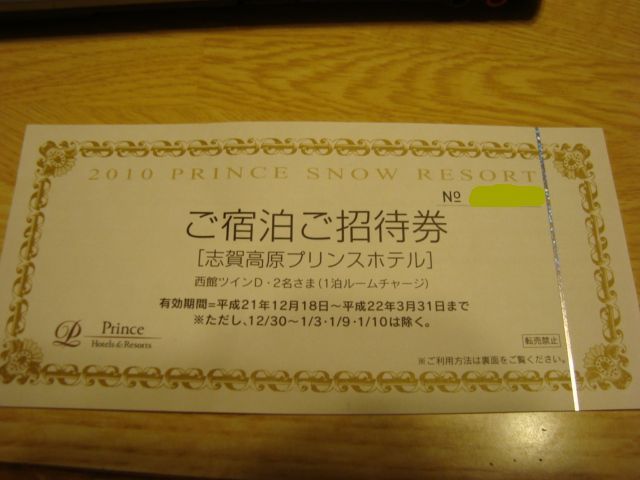 2010 PRINCE SNOW RESORT
№
ご宿泊ご招待券
[志賀高原プリンスホテル]
西館ツインD・2名さま(1泊ルームチャージ)
有効期間=平成21年12月18日〜平成22年3月31日まで
※ただし、12/30〜1/3・1/9・1/10は除く。
Prince
Hotels & Resorts
転売禁止
※ご利用方法は裏面をご覧ください。